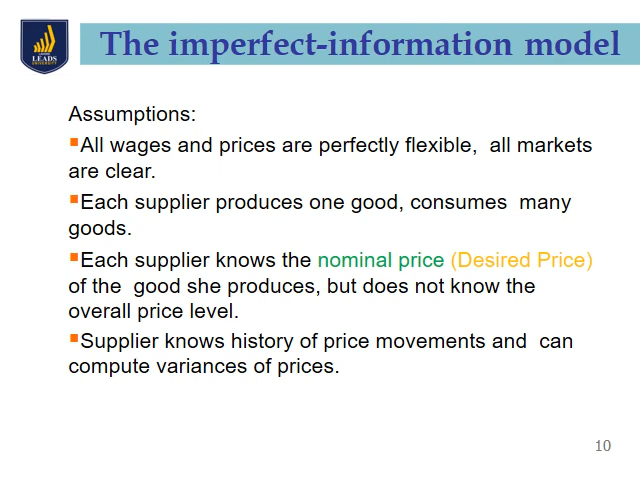 LEADS
UNIVERSITY
The imperfect-information model
Assumptions:
All wages and prices are perfectly flexible, all markets
are clear.
Each supplier produces one good, consumes many
goods.
Each supplier knows the nominal price (Desired Price)
of the good she produces, but does not know the
overall price level.
Supplier knows history of price movements and can
compute variances of prices.
10